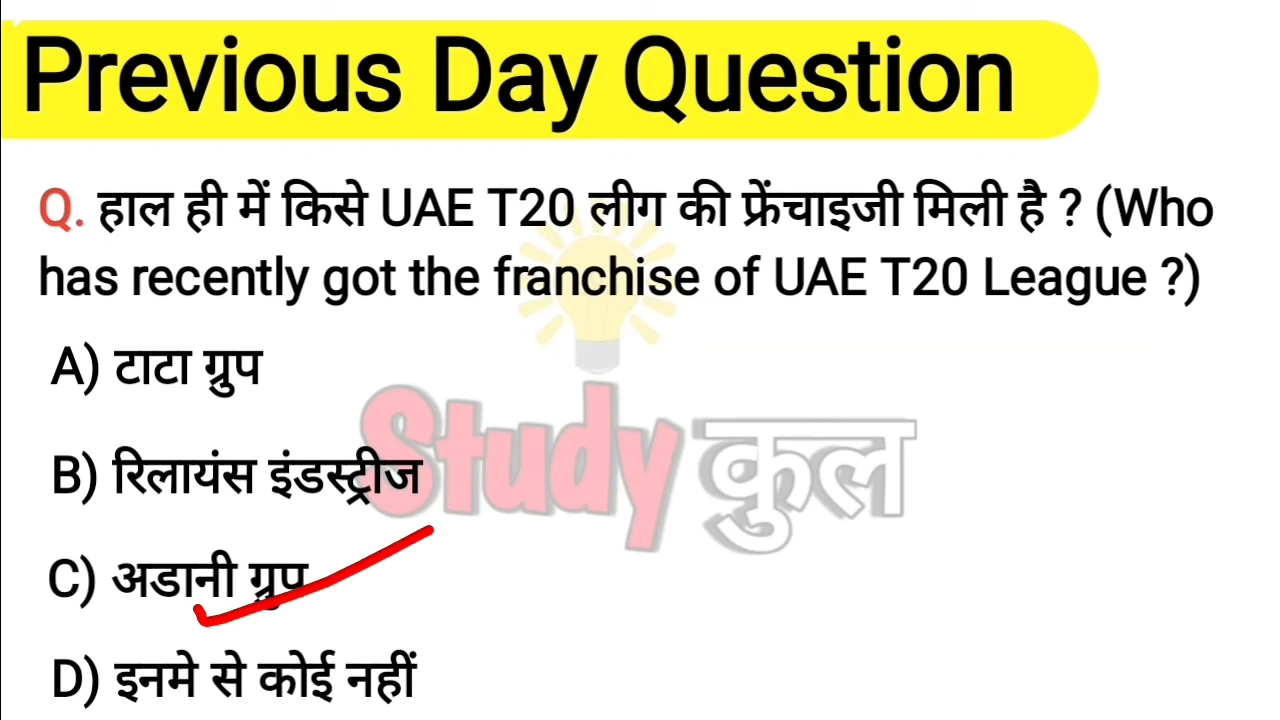 Previous Day Question
Q. हाल ही में किसे UAE T20 लीग की फ्रेंचाइजी मिली है ? (Who
has recently got the franchise of UAE T20 League ?)
A) टाटा ग्रुप
B) रिलायंस इंडस्ट्रीज
Study कुल
C) अडानी ग्रुप
D) इनमे से कोई नहीं